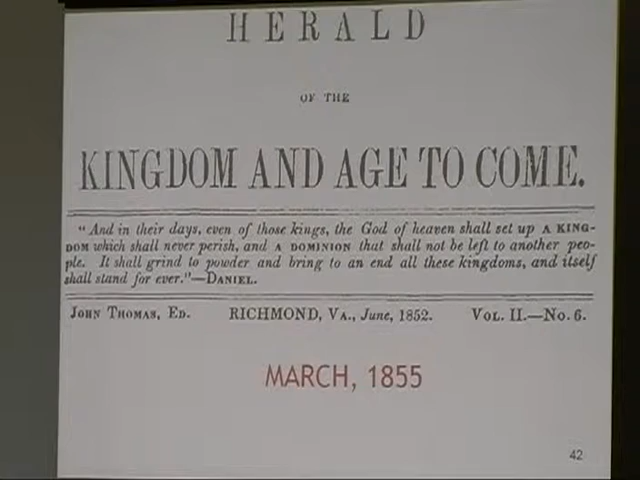 HERALD
OF THE
KINGDOM AND AGE TO COME.
"And in their days, even of those kings, the God of heaven shall set up A KING-
DOM which shall never perish, and A DOMINION that shall not be left to another peo-
ple. It shall grind to powder and bring to an end all these kingdoms, and itself
shall stand for ever."—DANIEL.
JOHN THOMAS, ED. RICHMOND, VA., June, 1852. VOL. II.—No. 6.
MARCH, 1855
42